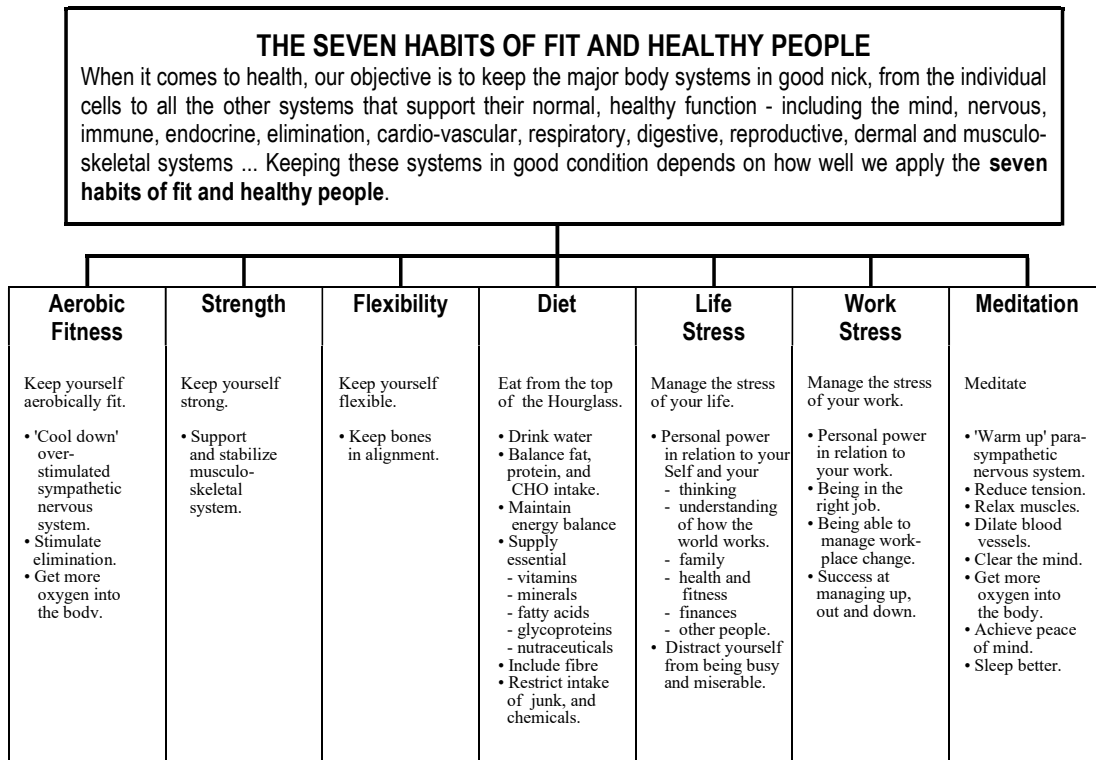 THE SEVEN HABITS OF FIT AND HEALTHY PEOPLE
When it comes to health, our objective is to keep the major body systems in good nick, from the individual
cells to all the other systems that support their normal, healthy function - including the mind, nervous,
immune, endocrine, elimination, cardio-vascular, respiratory, digestive, reproductive, dermal and musculo-
skeletal systems ... Keeping these systems in good condition depends on how well we apply the seven
habits of fit and healthy people.
Aerobic
Fitness
Keep yourself
aerobically fit.
• 'Cool down'
over-
stimulated
sympathetic
nervous
system.
• Stimulate
elimination.
• Get more
oxygen into
the body.
Strength
Keep yourself
strong.
• Support
and stabilize
musculo-
skeletal
system.
Flexibility
Keep yourself
flexible.
• Keep bones
in alignment.
Diet
Eat from the top
of the Hourglass.
• Drink water
• Balance fat,
protein, and
CHO intake.
• Maintain
energy balance
• Supply
essential
- vitamins
- minerals
- fatty acids
- glycoproteins
- nutraceuticals
• Include fibre
• Restrict intake
of junk, and
chemicals.
Life
Stress
Manage the stress
of your life.
• Personal power
in relation to your
Self and your
- thinking
- understanding
of how the
world works.
- family
- health and
fitness
- finances
- other people.
• Distract yourself
from being busy
and miserable.
Work
Stress
Manage the stress
of your work.
• Personal power
in relation to
your work.
• Being in the
right job.
• Being able to
manage work-
place change.
• Success at
managing up,
out and down.
Meditation
Meditate
• 'Warm up' para-
sympathetic
nervous system.
• Reduce tension.
• Relax muscles.
• Dilate blood
vessels.
• Clear the mind.
• Get more
oxygen into
the body.
• Achieve peace
of mind.
• Sleep better.